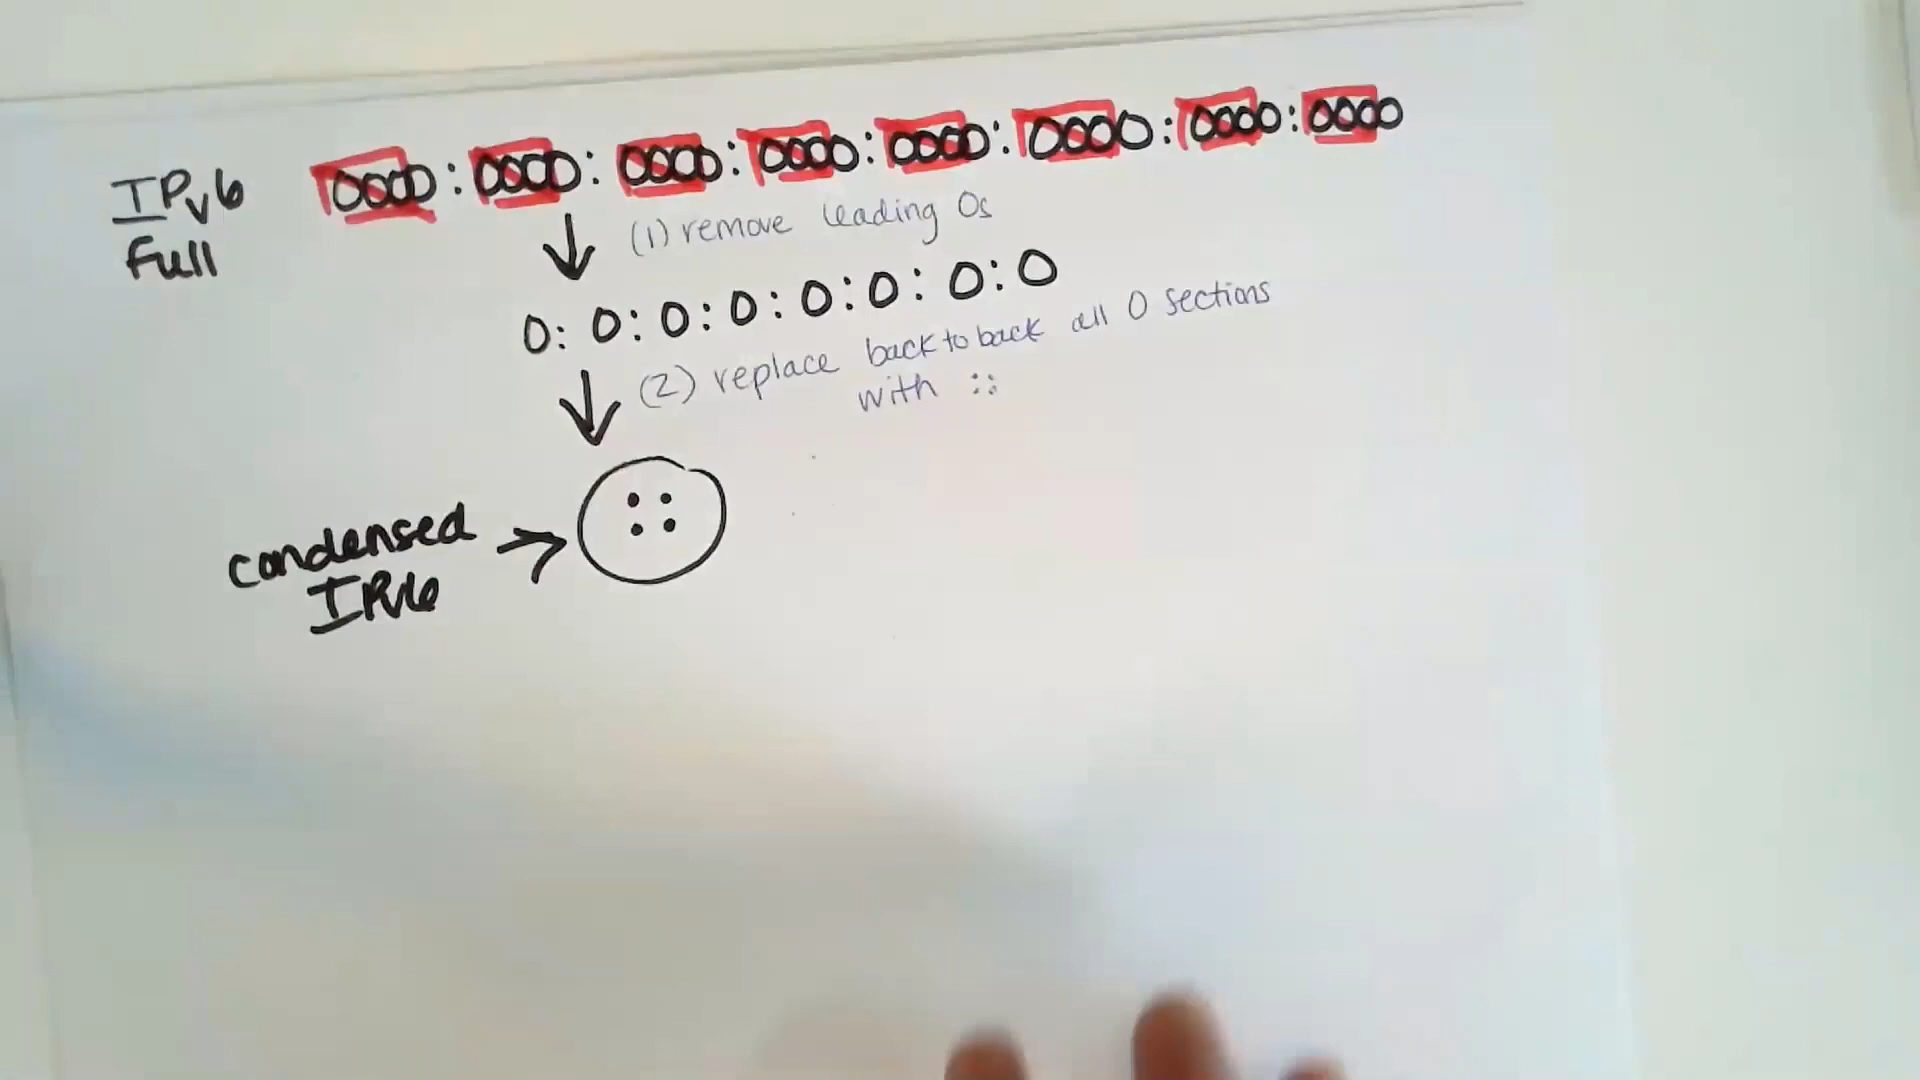 IPv6 0000:0000:0000:0000:0000:0000:0000:0000
Full
(1) remove leading 0s
0:0:0:0:0:0:0:0
(2) replace back to back all 0 sections
with ::
::
condensed
IPv6